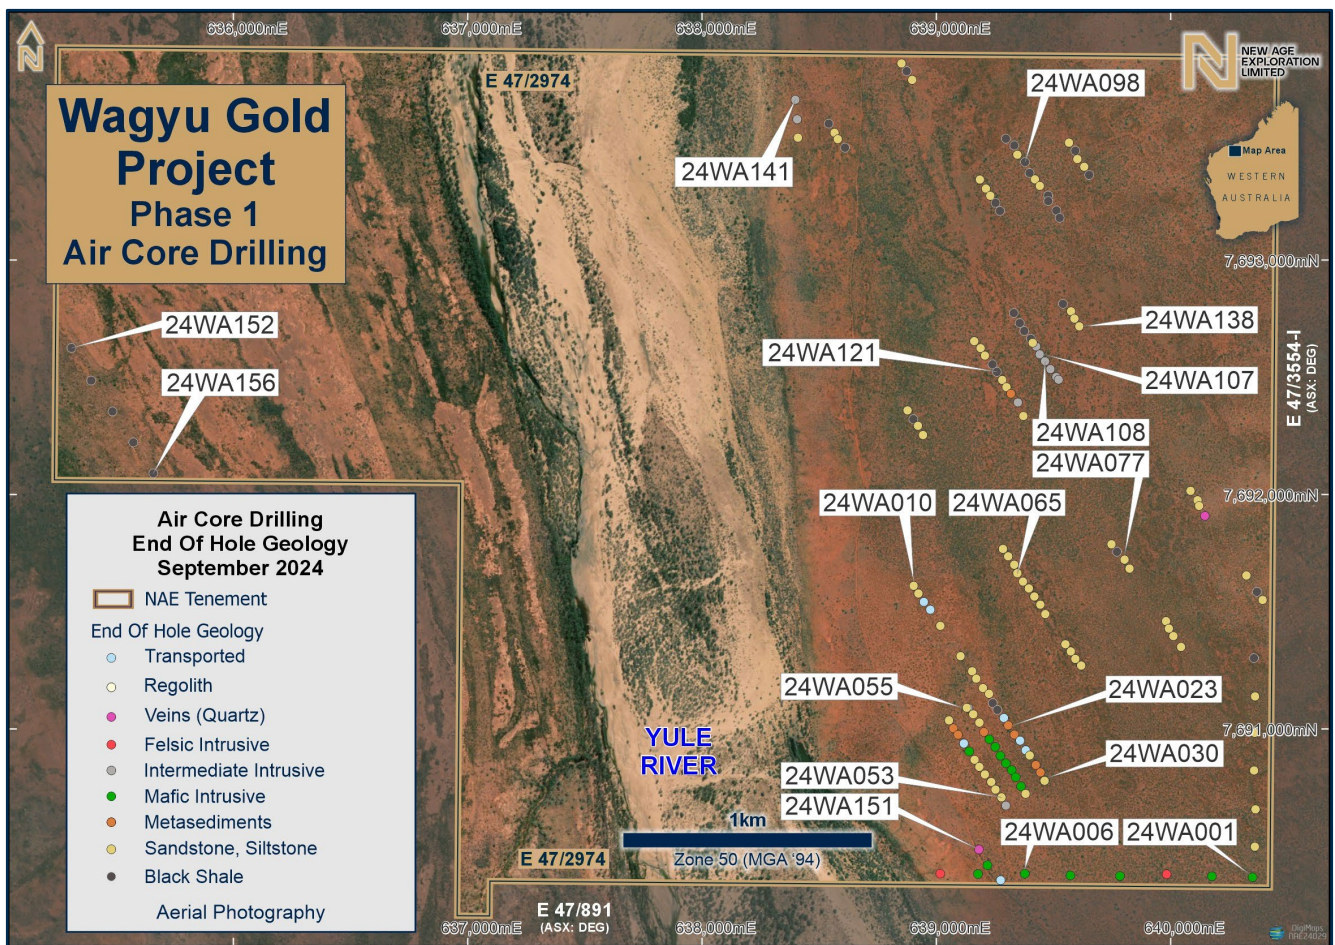 636,000mE
637,000mE
638,000mE
639,000mE
N
N
NEW AGE
EXPLORATION
LIMITED
E 47/2974
Wagyu Gold
Project
Phase 1
Air Core Drilling
24WA098
24WA141
Map Area
WESTERN
AUSTRALIA
7,693,000mN
24WA152
24WA138
24WA121
24WA107
24WA156
24WA108
24WA077
E 47/3554-I
(ASX: DEG)
7,692,000mN
24WA010
24WA065
Air Core Drilling
End Of Hole Geology
September 2024
NAE Tenement
End Of Hole Geology
Transported
Regolith
Veins (Quartz)
Felsic Intrusive
Intermediate Intrusive
Mafic Intrusive
Metasediments
Sandstone, Siltstone
Black Shale
Aerial Photography
24WA055
24WA023
YULE
RIVER
7,691,000mN
24WA030
24WA053
24WA151
1km
24WA006
24WA001
E 47/2974
Zone 50 (MGA '94)
E 47/891
(ASX: DEG)
637,000mE
638,000mE
639,000mE
640,000mE
DigiMaps
NAE24029